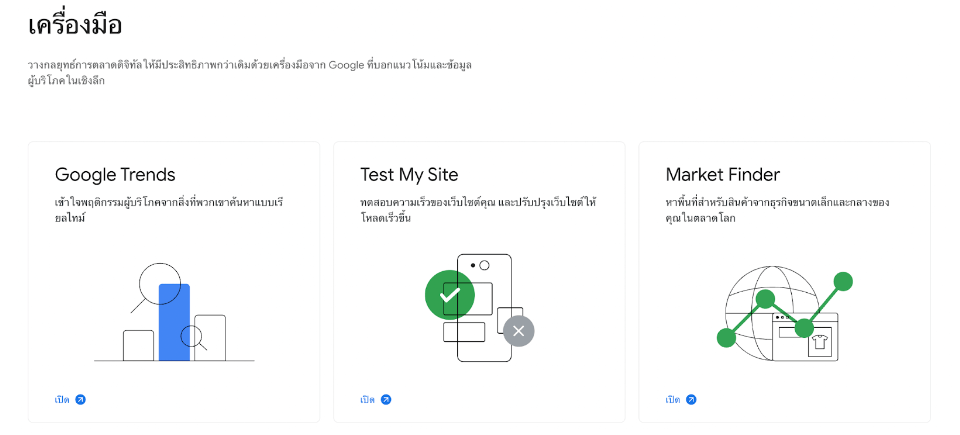 เครื่องมือ
วางกลยุทธ์การตลาดดิจิทัลให้มีประสิทธิภาพกว่าเดิมด้วยเครื่องมือจาก Google ที่บอกแนวโน้มและข้อมูล
ผู้บริโภคในเชิงลึก
Google Trends
เข้าใจพฤติกรรมผู้บริโภคจากสิ่งที่พวกเขาค้นหาแบบเรี
ยลไทม์
เปิด
Test My Site
ทดสอบความเร็วของเว็บไซต์คุณ และปรับปรุงเว็บไซต์ให้
โหลดเร็วขึ้น
เปิด
Market Finder
หาพื้นที่สำหรับสินค้าจากธุรกิจขนาดเล็กและกลางของ
คุณในตลาดโลก
เปิด